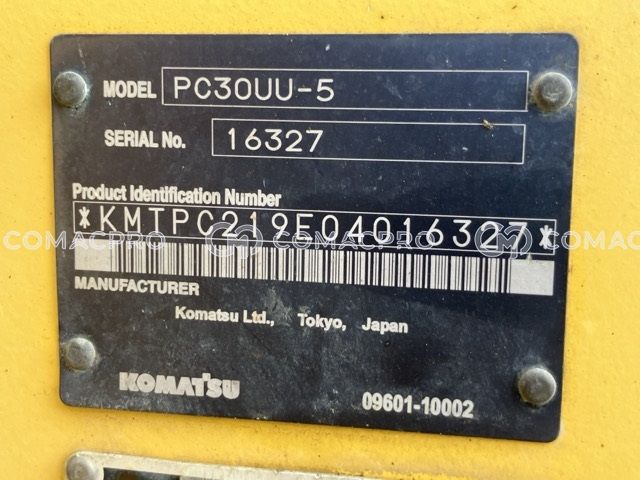 MODEL PC30UU-5
SERIAL No. 16327
Product Identification Number
*KMTPC219E04016327*
COMACPRO COMACPRO COMACPRO
MANUFACTURER
Komatsu Ltd., Tokyo, Japan
KOMATSU 09601-10002